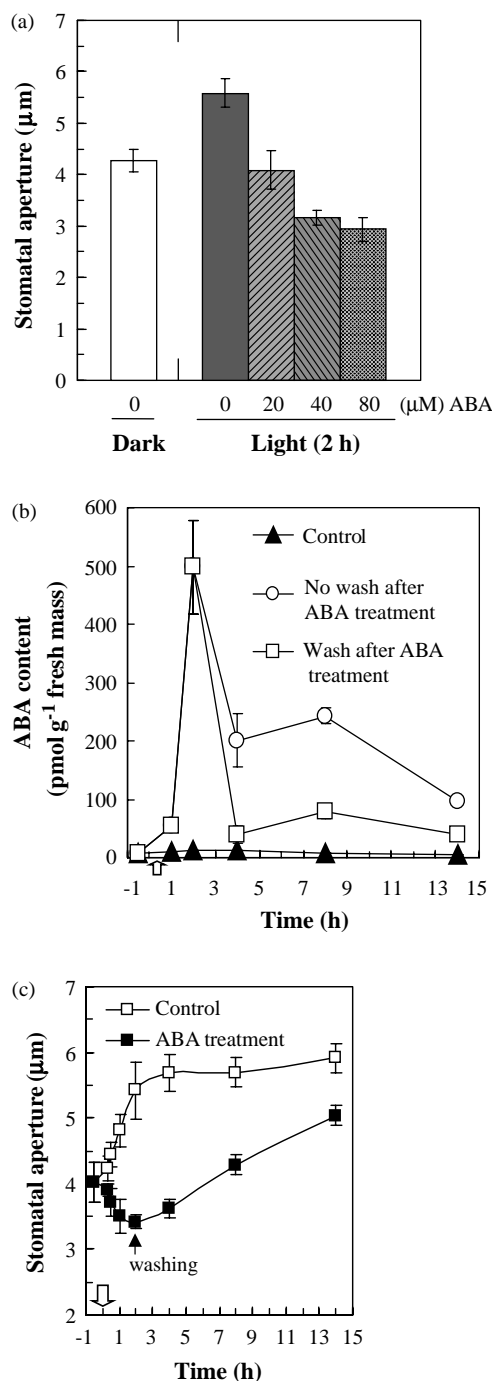 (a)
7
6
5
4
3
2
1
0
Stomatal aperture (μm)
0 0 20 40 80 (μM) ABA
Dark Light (2 h)
(b)
600
500
400
300
200
100
0
ABA content
(pmol g-1 fresh mass)
Control
No wash after
ABA treatment
Wash after ABA
treatment
-1 1 3 5 7 9 11 13 15
Time (h)
(c)
7
6
5
4
3
2
Stomatal aperture (μm)
Control
ABA treatment
washing
-1 1 3 5 7 9 11 13 15
Time (h)